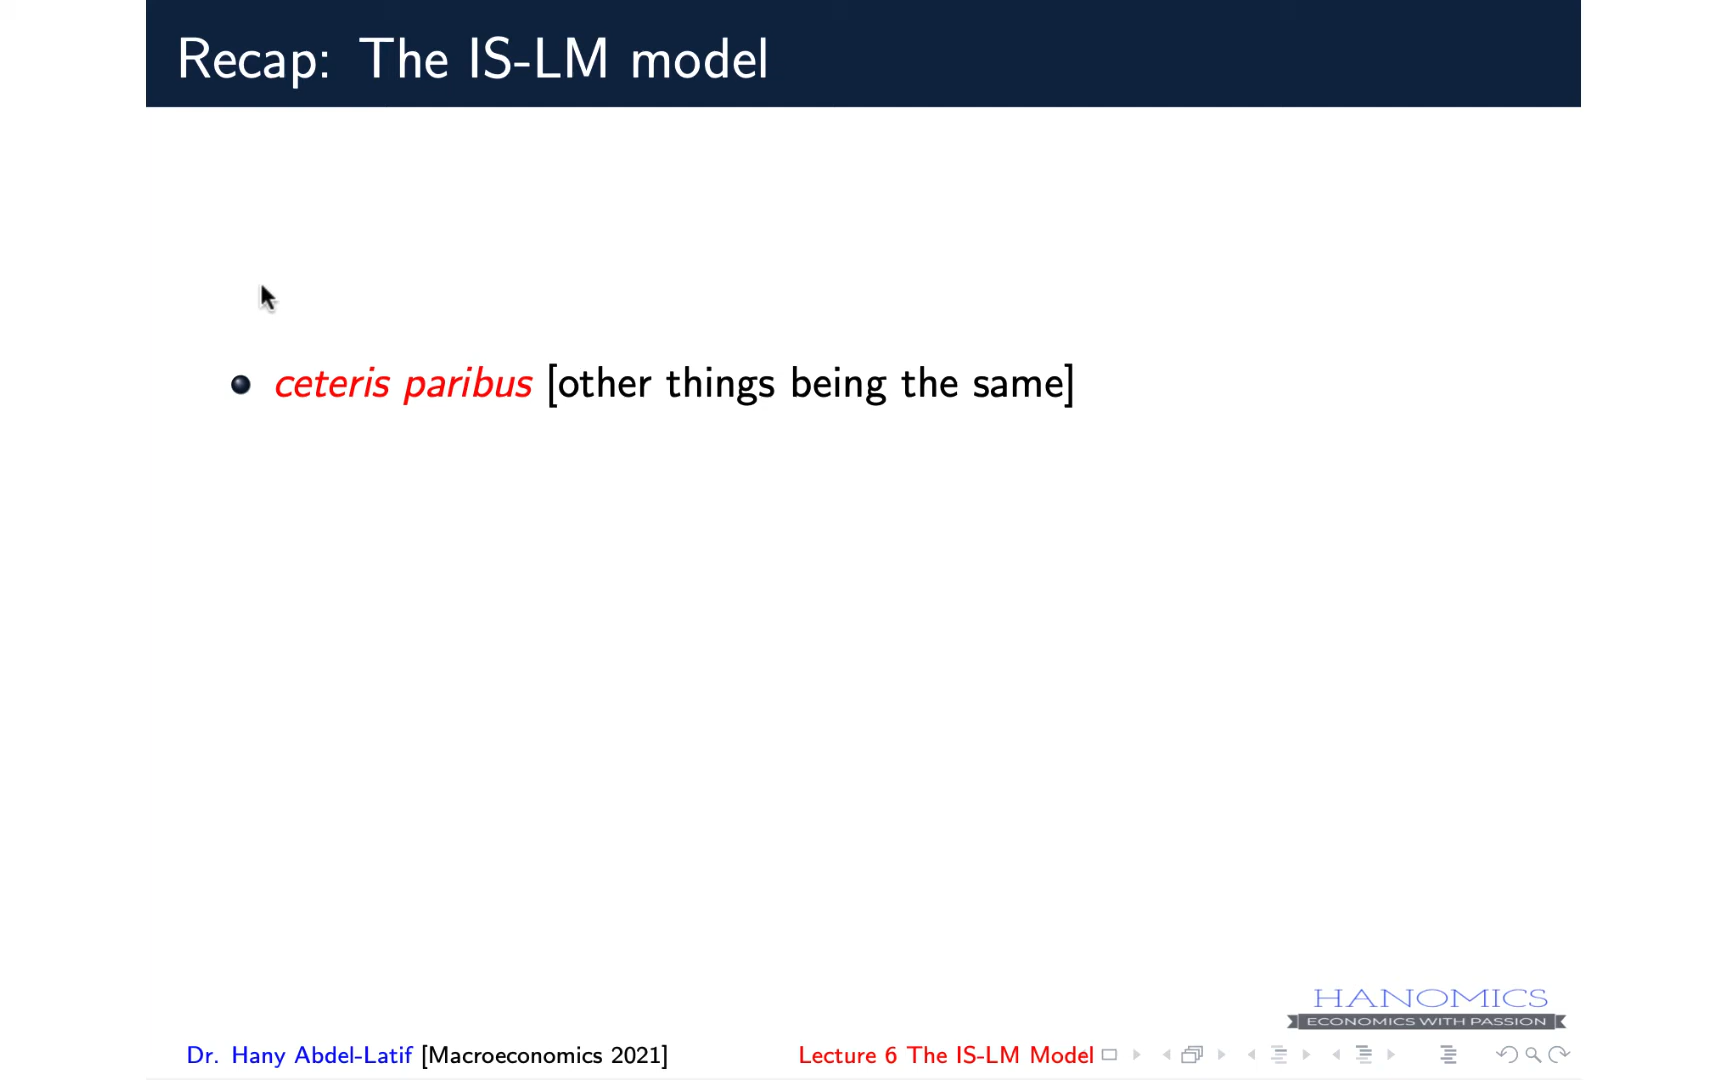 Recap: The IS-LM model
ceteris paribus [other things being the same]
HANOMICS
ECONOMICS WITH PASSION
Dr. Hany Abdel-Latif [Macroeconomics 2021] Lecture 6 The IS-LM Model